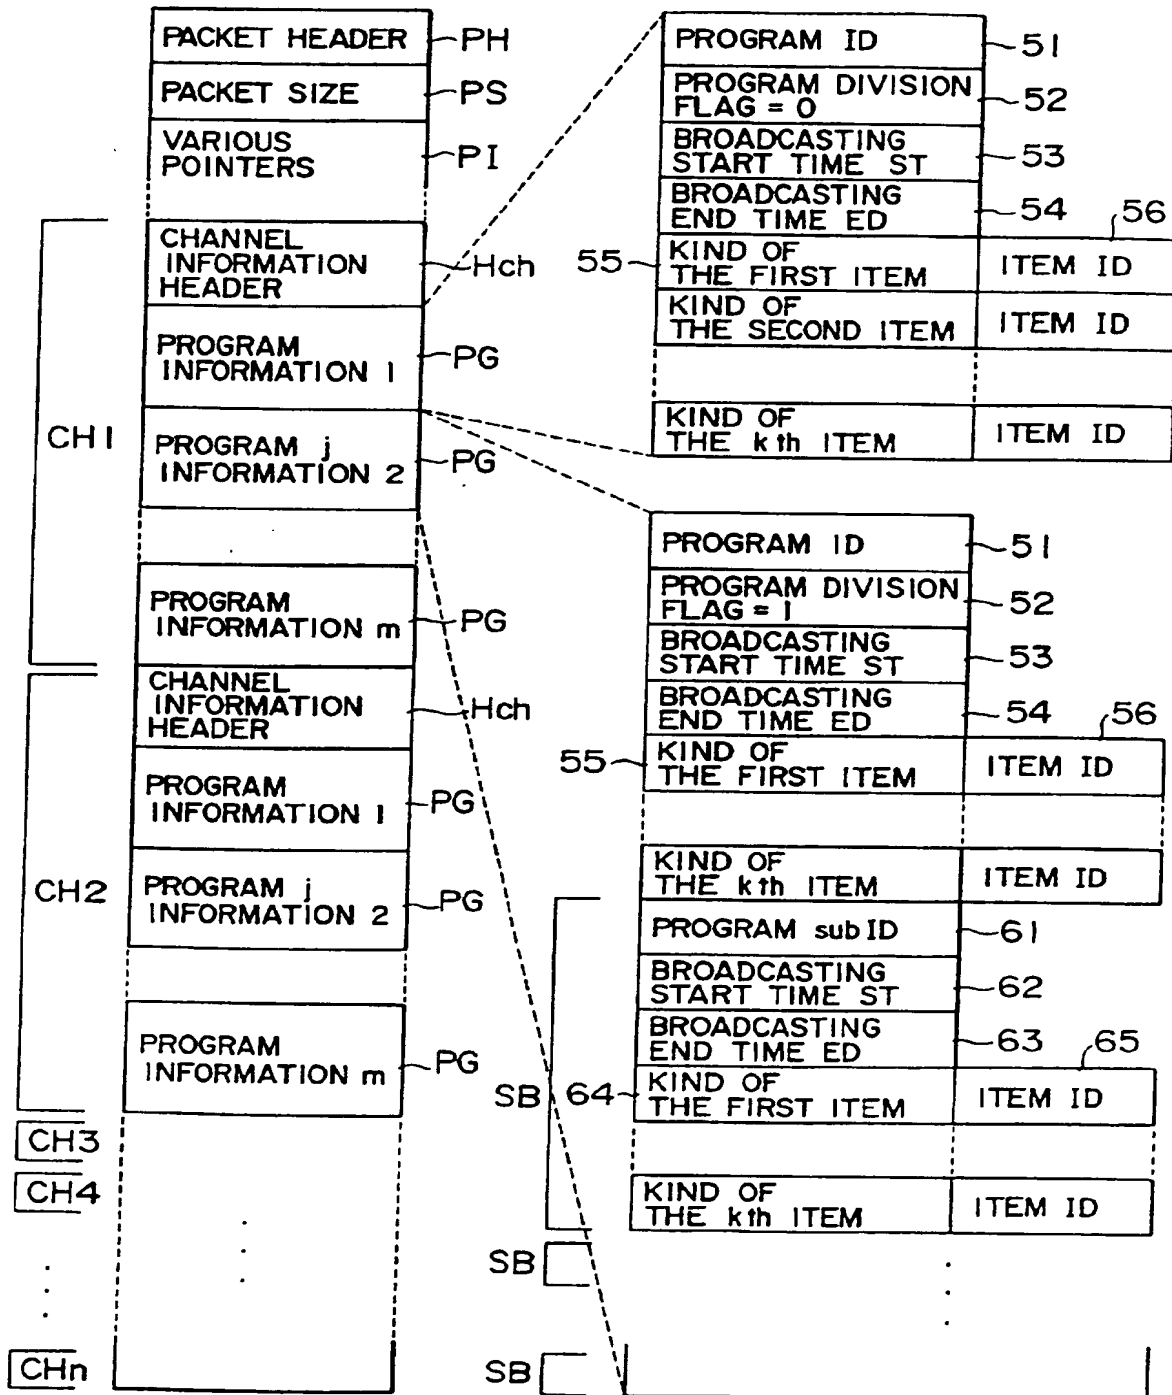 PACKET HEADER
PH
PACKET SIZE
PS
VARIOUS
POINTERS
PI
CH1
CHANNEL
INFORMATION
HEADER
Hch
PROGRAM
INFORMATION 1
PG
PROGRAM j
INFORMATION 2
PG
PROGRAM
INFORMATION m
PG
CH2
CHANNEL
INFORMATION
HEADER
Hch
PROGRAM
INFORMATION 1
PG
PROGRAM j
INFORMATION 2
PG
PROGRAM
INFORMATION m
PG
CH3
CH4
CHn
PROGRAM ID
51
PROGRAM DIVISION
FLAG = 0
52
BROADCASTING
START TIME ST
53
BROADCASTING
END TIME ED
54
56
55
KIND OF
THE FIRST ITEM
ITEM ID
KIND OF
THE SECOND ITEM
ITEM ID
KIND OF
THE kth ITEM
ITEM ID
PROGRAM ID
51
PROGRAM DIVISION
FLAG = 1
52
BROADCASTING
START TIME ST
53
BROADCASTING
END TIME ED
54
56
55
KIND OF
THE FIRST ITEM
ITEM ID
KIND OF
THE kth ITEM
ITEM ID
SB
PROGRAM sub ID
61
BROADCASTING
START TIME ST
62
BROADCASTING
END TIME ED
63
65
64
KIND OF
THE FIRST ITEM
ITEM ID
KIND OF
THE kth ITEM
ITEM ID
SB
SB